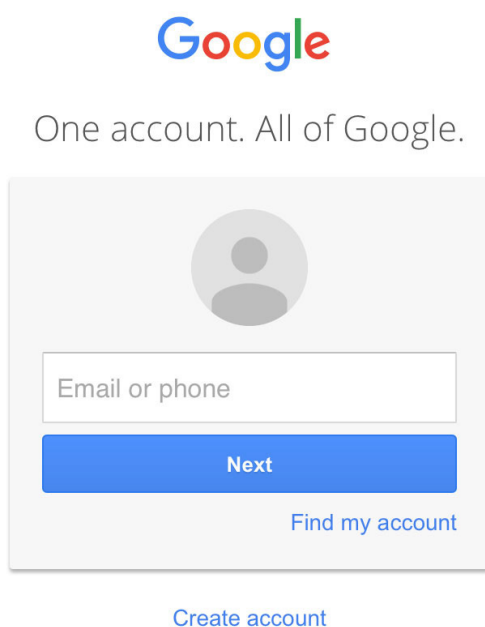 Google
One account. All of Google.
Email or phone
Next
Find my account
Create account